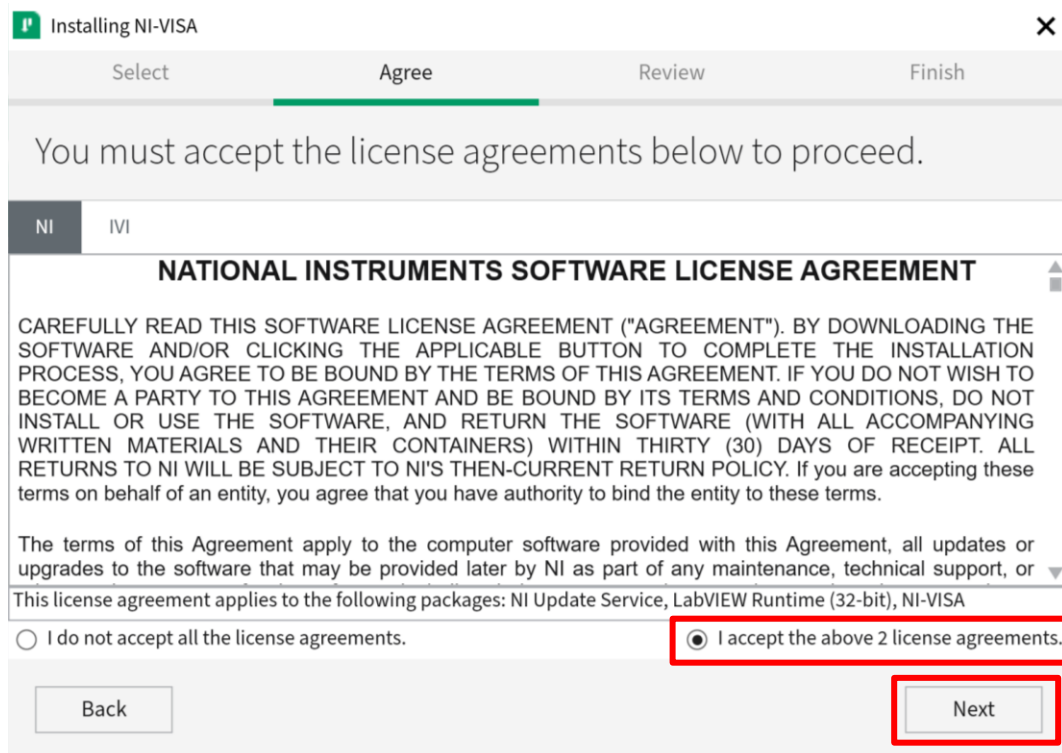 Installing NI-VISA
Select Agree Review Finish
You must accept the license agreements below to proceed.
NI IVI
NATIONAL INSTRUMENTS SOFTWARE LICENSE AGREEMENT
CAREFULLY READ THIS SOFTWARE LICENSE AGREEMENT ("AGREEMENT"). BY DOWNLOADING THE
SOFTWARE AND/OR CLICKING THE APPLICABLE BUTTON TO COMPLETE THE INSTALLATION
PROCESS, YOU AGREE TO BE BOUND BY THE TERMS OF THIS AGREEMENT. IF YOU DO NOT WISH TO
BECOME A PARTY TO THIS AGREEMENT AND BE BOUND BY ITS TERMS AND CONDITIONS, DO NOT
INSTALL OR USE THE SOFTWARE, AND RETURN THE SOFTWARE (WITH ALL ACCOMPANYING
WRITTEN MATERIALS AND THEIR CONTAINERS) WITHIN THIRTY (30) DAYS OF RECEIPT. ALL
RETURNS TO NI WILL BE SUBJECT TO NI'S THEN-CURRENT RETURN POLICY. If you are accepting these
terms on behalf of an entity, you agree that you have authority to bind the entity to these terms.
The terms of this Agreement apply to the computer software provided with this Agreement, all updates or
upgrades to the software that may be provided later by NI as part of any maintenance, technical support, or
This license agreement applies to the following packages: NI Update Service, LabVIEW Runtime (32-bit), NI-VISA
I do not accept all the license agreements. I accept the above 2 license agreements.
Back Next